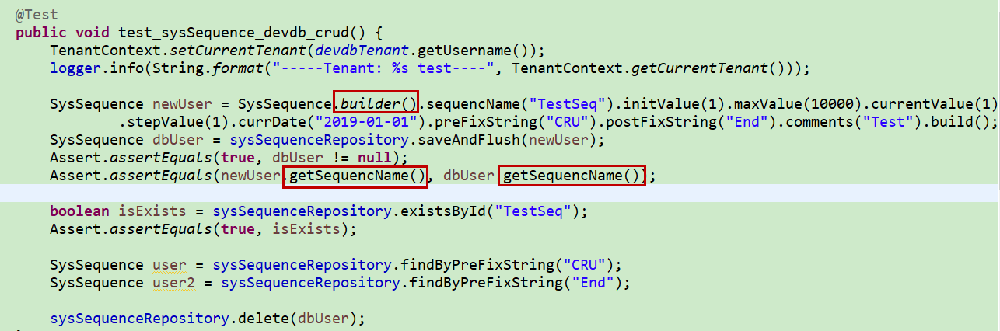 @Test
public void test_sysSequence_devdb_crud() {
TenantContext.setCurrentTenant(devdbTenant.getUsername());
logger.info(String.format("-----Tenant: %s test----", TenantContext.getCurrentTenant()));
SysSequence newUser = SysSequence.builder().sequencName("TestSeq").initValue(1).maxValue(10000).currentValue(1)
.stepValue(1).currDate("2019-01-01").preFixString("CRU").postFixString("End").comments("Test").build();
SysSequence dbUser = sysSequenceRepository.saveAndFlush(newUser);
Assert.assertEquals(true, dbUser != null);
Assert.assertEquals(newUser.getSequencName(), dbUser.getSequencName());
boolean isExists = sysSequenceRepository.existsById("TestSeq");
Assert.assertEquals(true, isExists);
SysSequence user = sysSequenceRepository.findByPreFixString("CRU");
SysSequence user2 = sysSequenceRepository.findByPreFixString("End");
sysSequenceRepository.delete(dbUser);